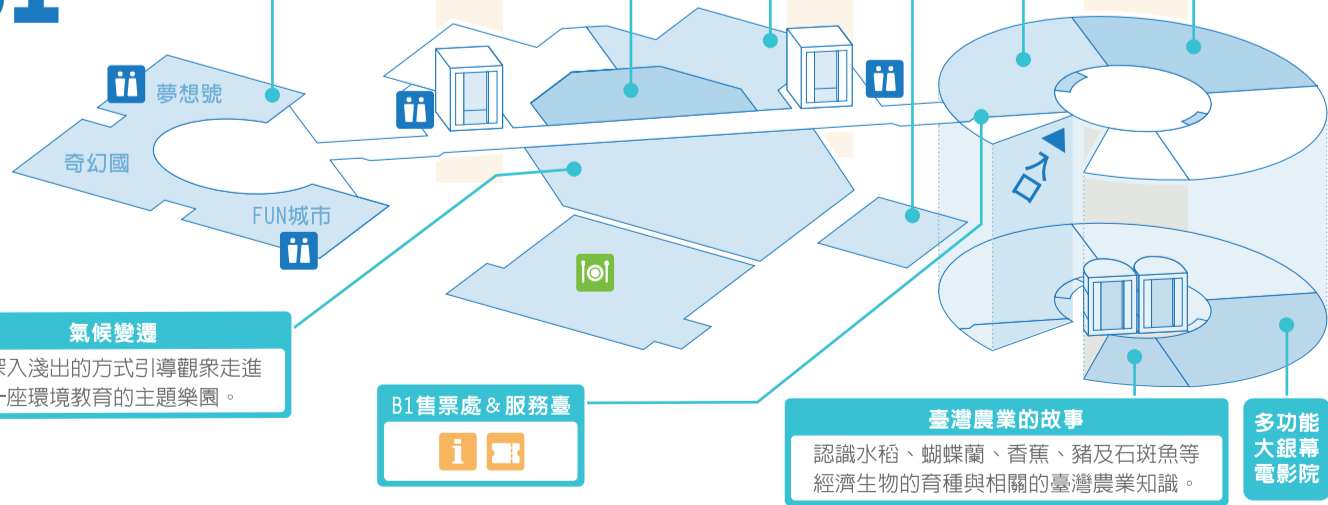 夢想號
奇幻國
FUN城市
入口
氣候變遷
深入淺出的方式引導觀眾走進
一座環境教育的主題樂園。
B1售票處&服務臺
i
臺灣農業的故事
認識水稻、蝴蝶蘭、香蕉、豬及石斑魚等
經濟生物的育種與相關的臺灣農業知識。
多功能
大銀幕
電影院